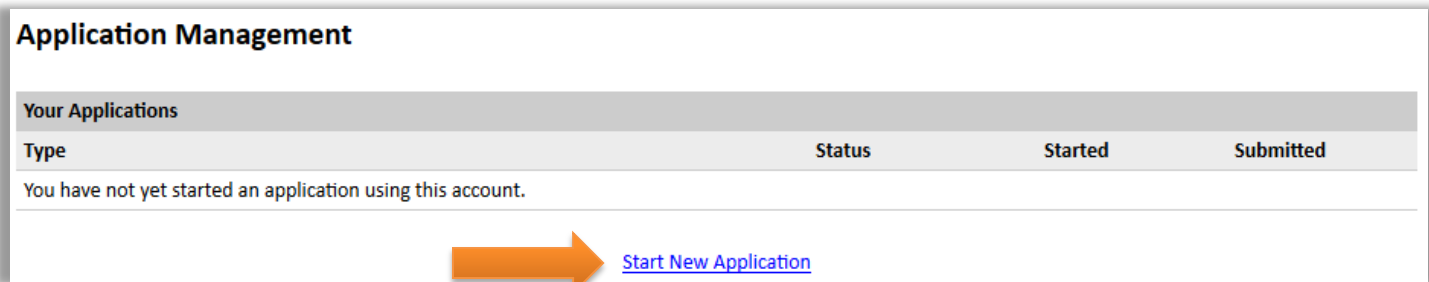 Application Management
Your Applications
Type Status Started Submitted
You have not yet started an application using this account.
Start New Application